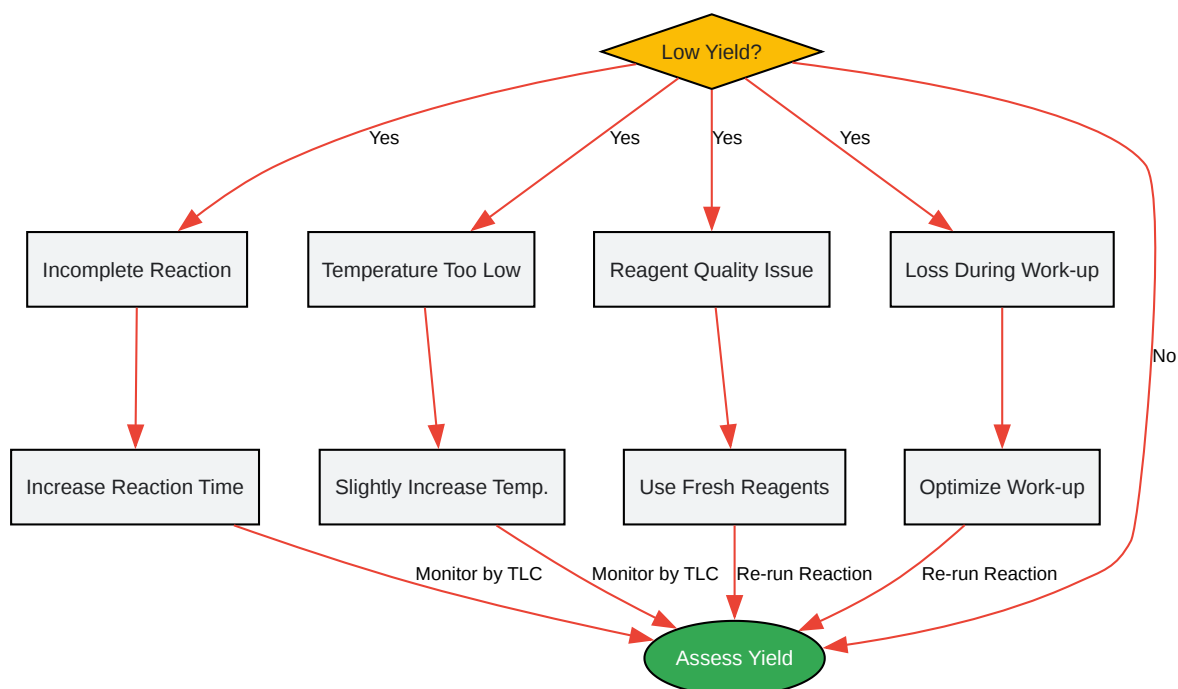 Low Yield?
Yes
Yes
Yes
Yes
Incomplete Reaction
Temperature Too Low
Reagent Quality Issue
Loss During Work-up
No
Increase Reaction Time
Slightly Increase Temp.
Use Fresh Reagents
Optimize Work-up
Monitor by TLC
Monitor by TLC
Re-run Reaction
Re-run Reaction
Assess Yield